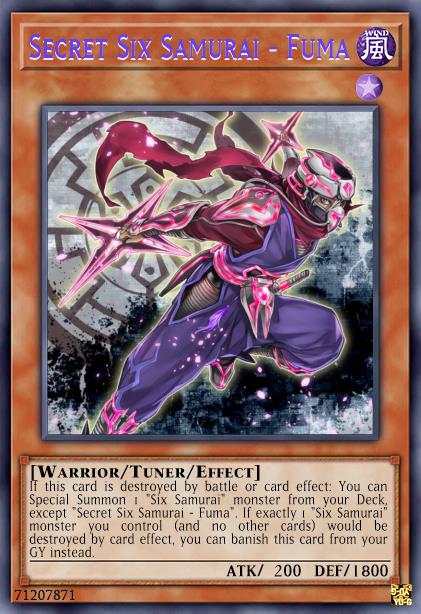 Secret Six Samurai - Fuma
WIND
風
[Warrior/Tuner/Effect]
If this card is destroyed by battle or card effect: You can
Special Summon 1 "Six Samurai" monster from your Deck,
except "Secret Six Samurai - Fuma". If exactly 1 "Six Samurai"
monster you control (and no other cards) would be
destroyed by card effect, you can banish this card from your
GY instead.
ATK/ 200 DEF/1800
71207871